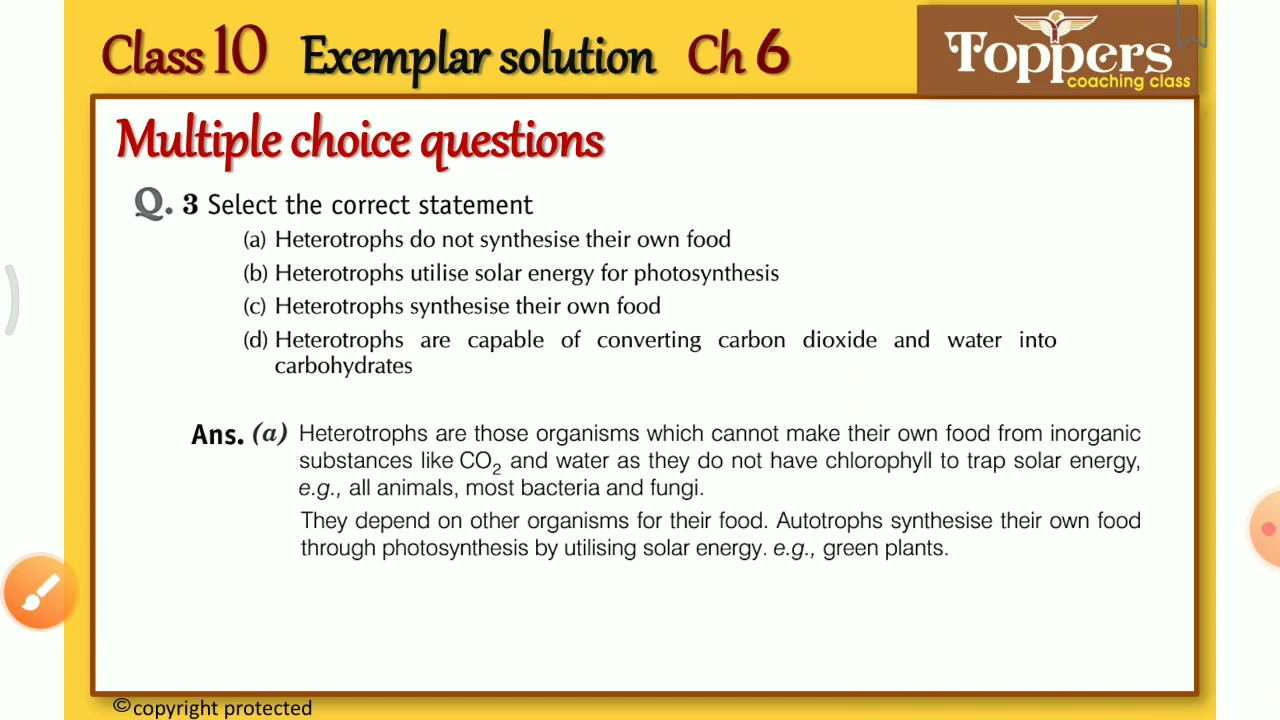 Class 10 Exemplar solution Ch 6
Toppers
coaching class
Multiple choice questions
Q. 3 Select the correct statement
(a) Heterotrophs do not synthesise their own food
(b) Heterotrophs utilise solar energy for photosynthesis
(c) Heterotrophs synthesise their own food
(d) Heterotrophs are capable of converting carbon dioxide and water into
carbohydrates
Ans. (a) Heterotrophs are those organisms which cannot make their own food from inorganic
substances like CO₂ and water as they do not have chlorophyll to trap solar energy,
e.g., all animals, most bacteria and fungi.
They depend on other organisms for their food. Autotrophs synthesise their own food
through photosynthesis by utilising solar energy. e.g., green plants.
©copyright protected